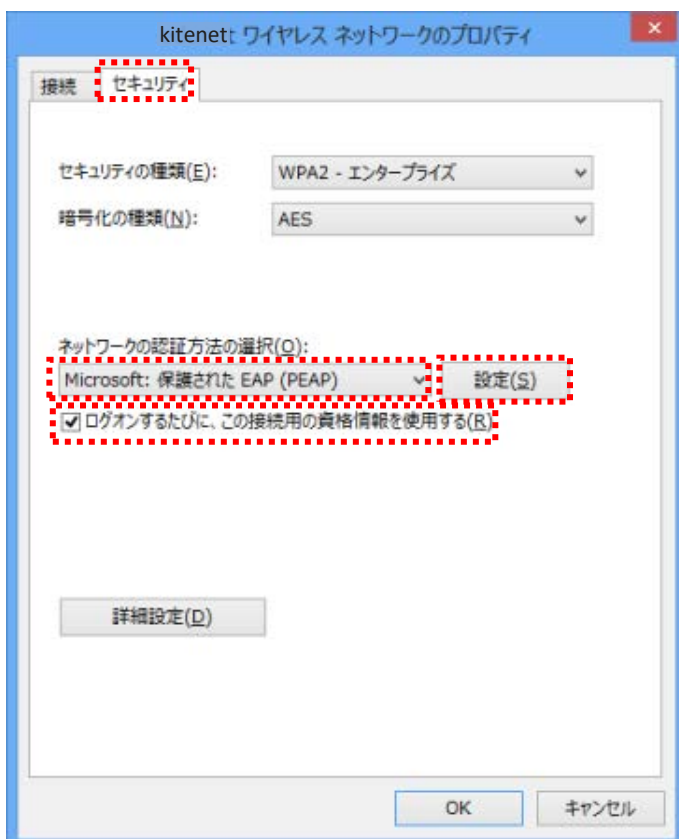 kitenett ワイヤレス ネットワークのプロパティ
接続 セキュリティ
セキュリティの種類(E): WPA2 - エンタープライズ
暗号化の種類(N): AES
ネットワークの認証方法の選択(O):
Microsoft: 保護された EAP (PEAP) 設定(S)
ログオンするたびに、この接続用の資格情報を使用する(R)
詳細設定(D)
OK キャンセル